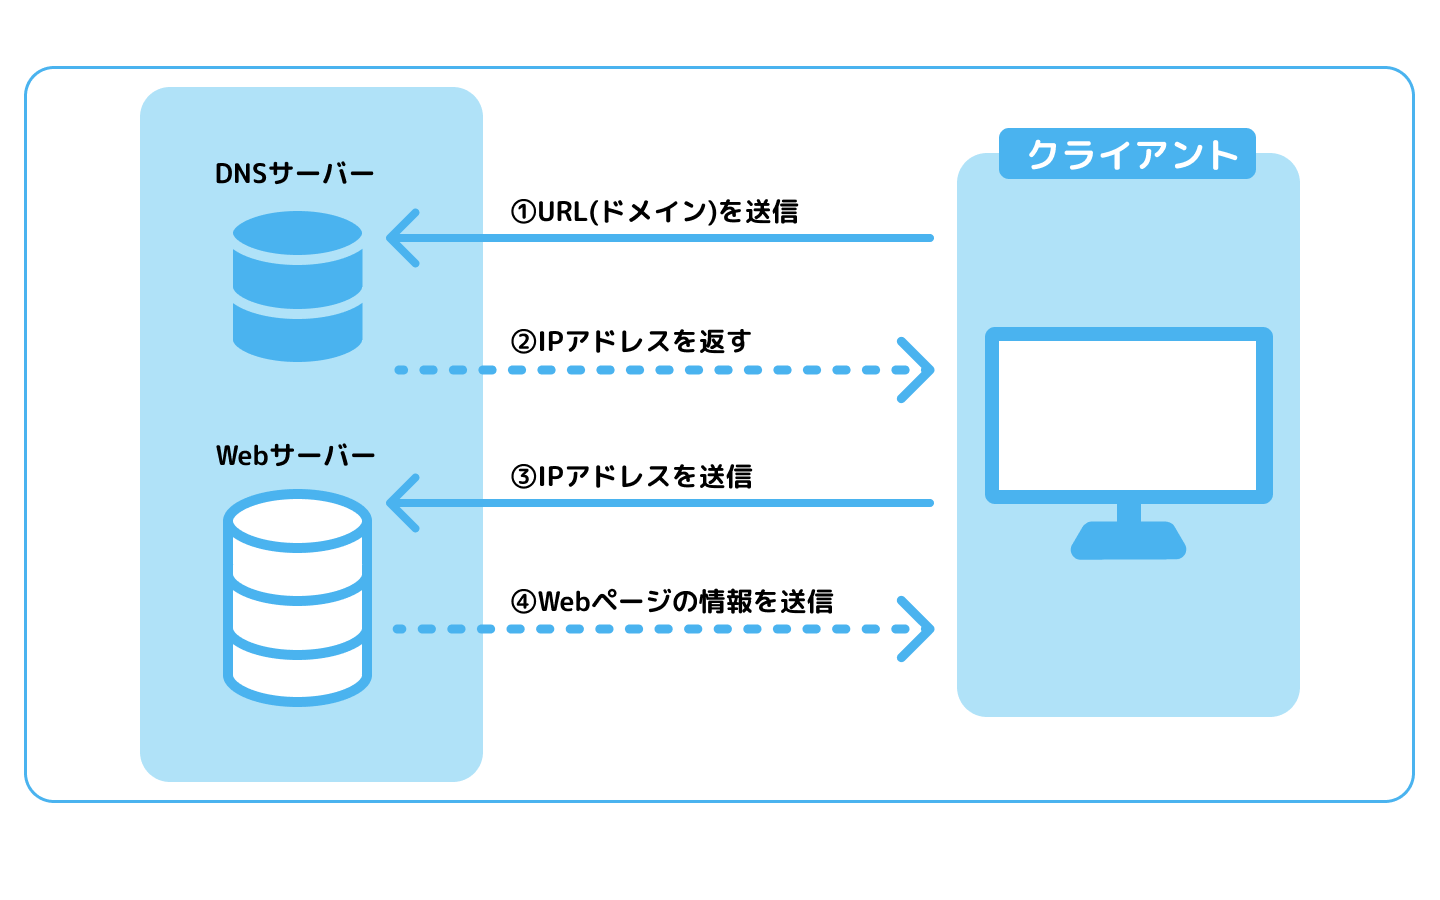 DNSサーバー
クライアント
①URL(ドメイン)を送信
②IPアドレスを返す
Webサーバー
③IPアドレスを送信
④Webページの情報を送信